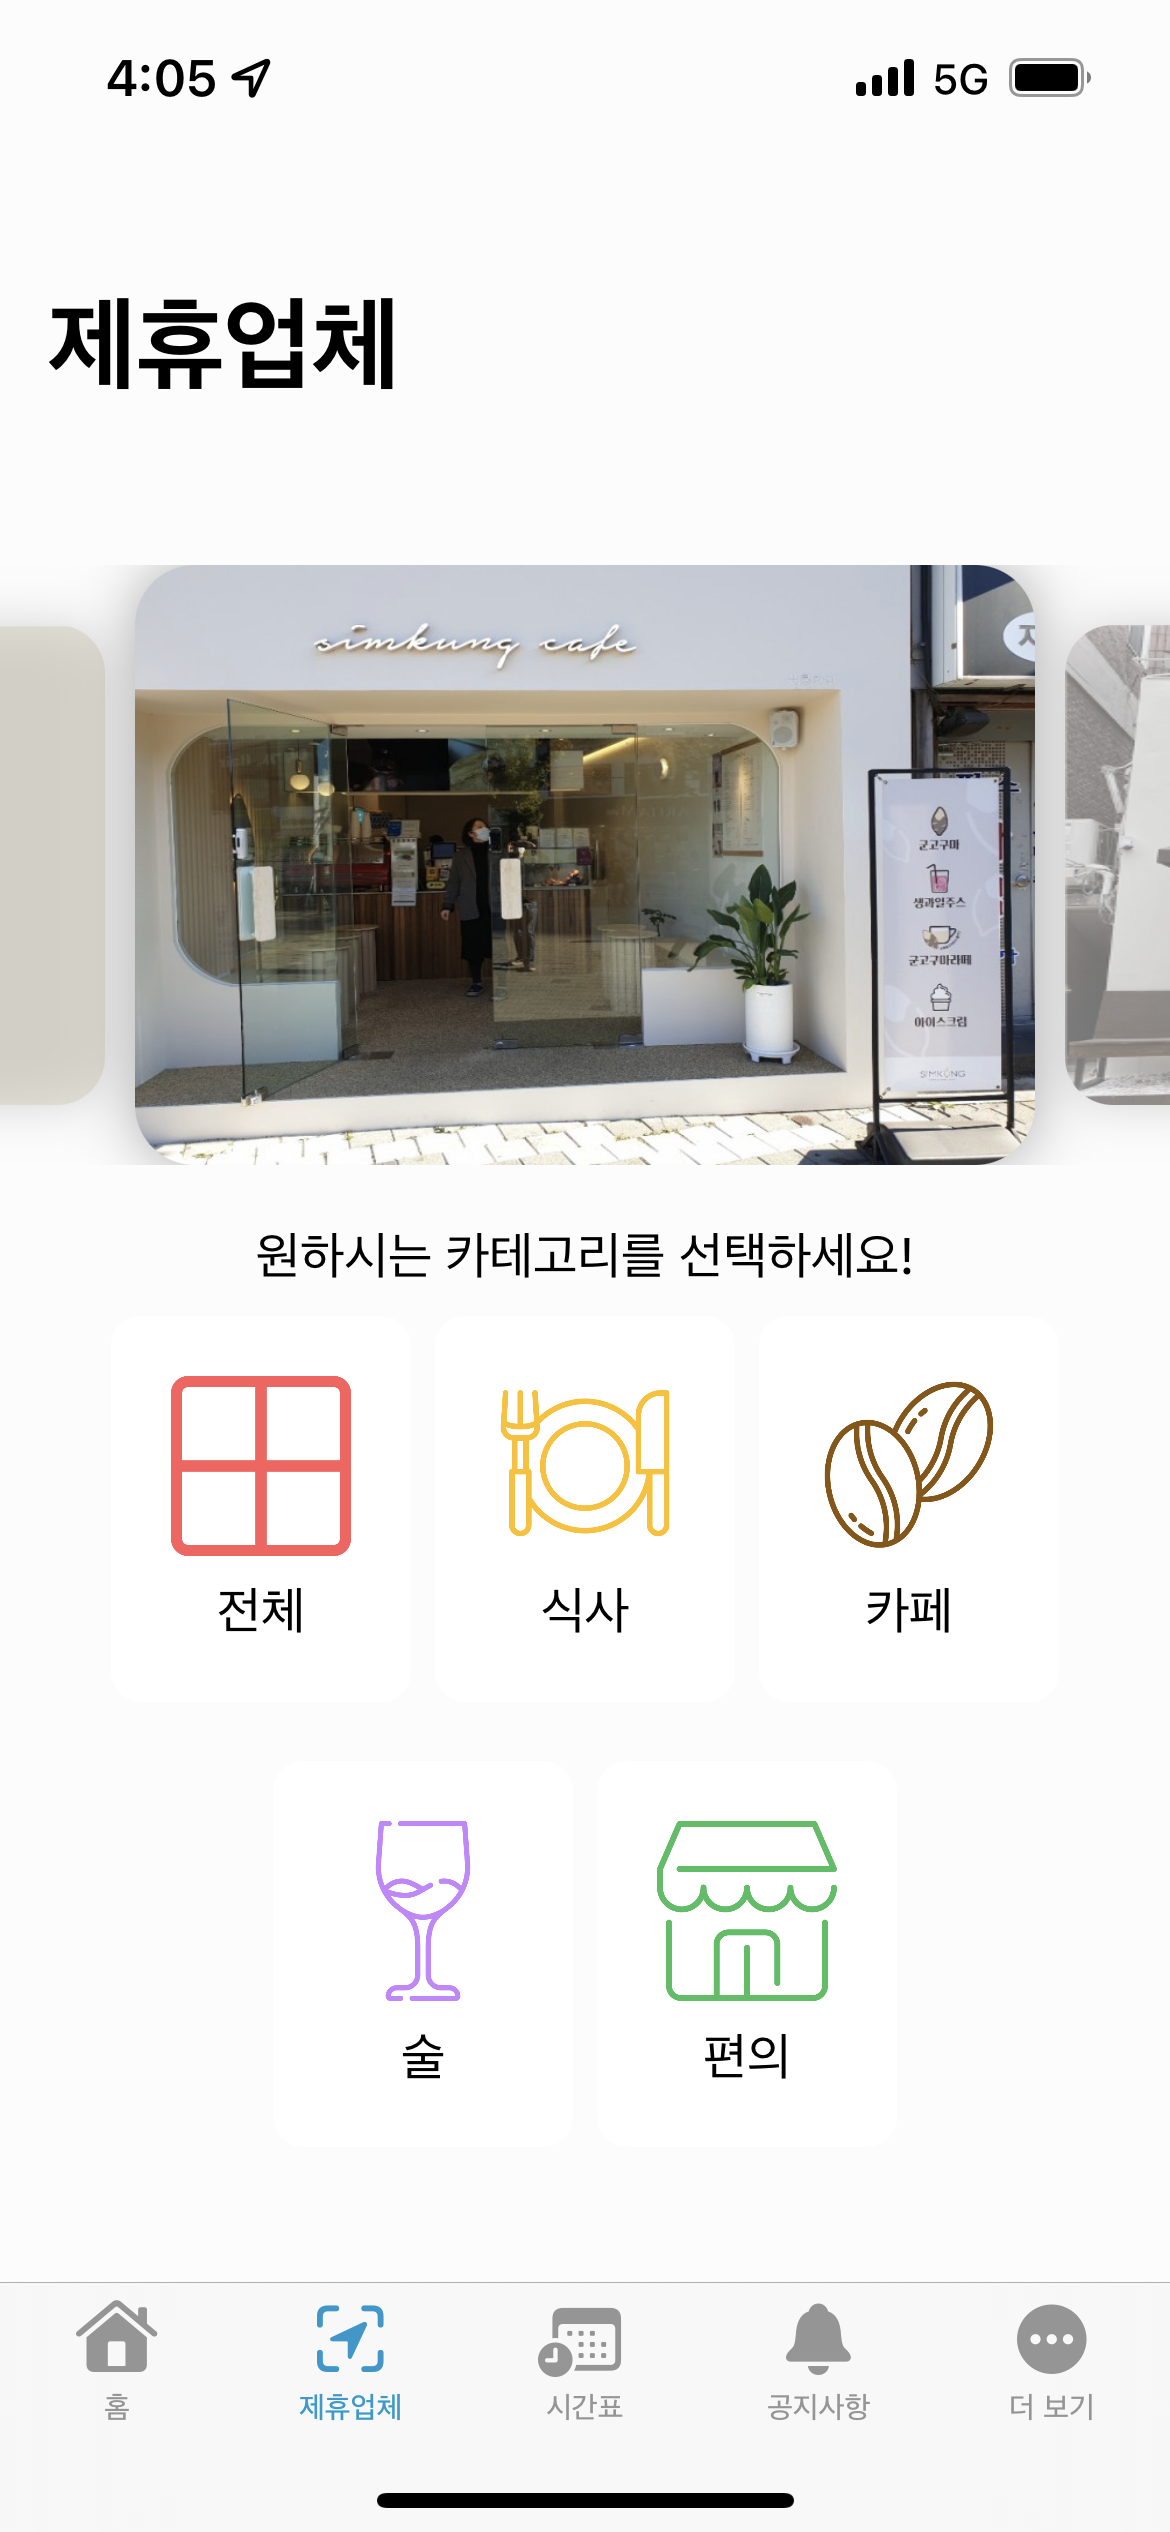 4:05
5G
제휴업체
simkung cafe
군고구마
생과일주스
군고구마라떼
아이스크림
SIMKUNG
원하시는 카테고리를 선택하세요!
전체
식사
카페
술
편의
홈
제휴업체
시간표
공지사항
더 보기